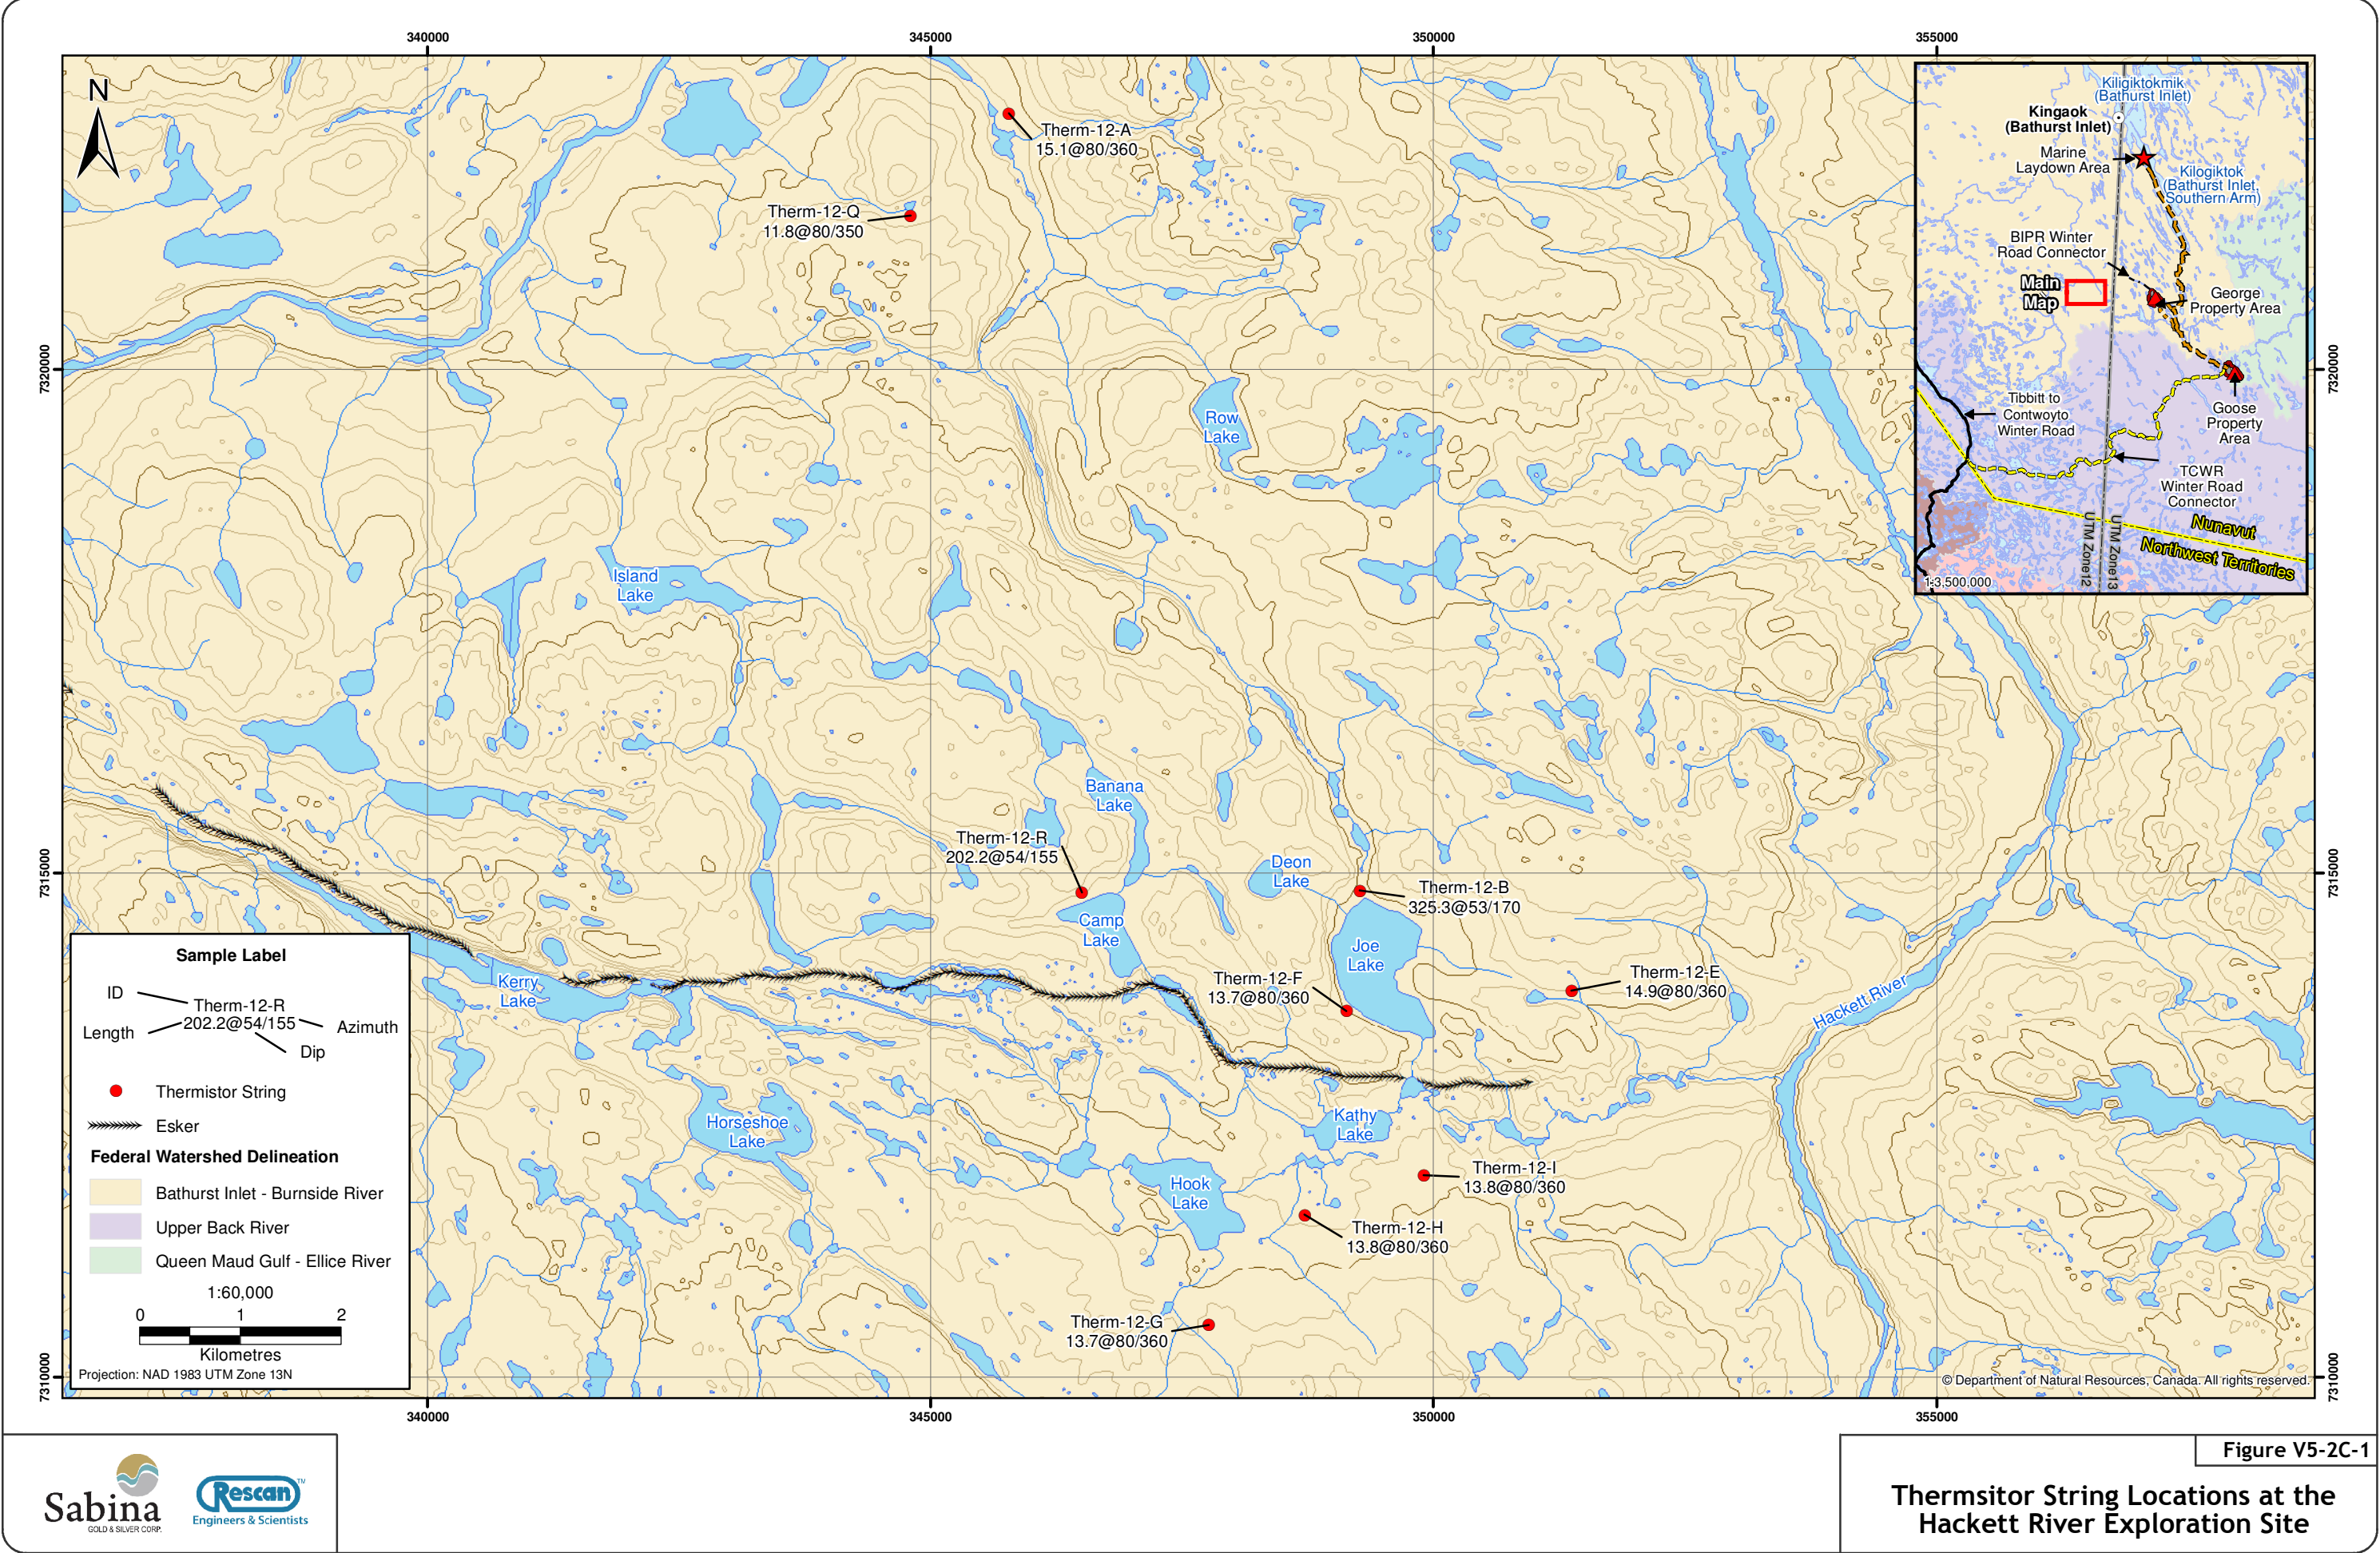 340000
345000
350000
355000
N
Therm-12-A
15.1@80/360
Therm-12-Q
11.8@80/350
Kiligiktokmik
(Bathurst Inlet)
Kingaok
(Bathurst Inlet)
Marine
Laydown Area
Kilogiktok
(Bathurst Inlet,
Southern Arm)
BIPR Winter
Road Connector
Main
Map
George
Property Area
Tibbitt to
Contwoyto
Winter Road
Goose
Property
Area
TCWR
Winter Road
Connector
Nunavut
Northwest Territories
UTM Zone12
UTM Zone13
1:3,500,000
7320000
7320000
Row
Lake
Island
Lake
Banana
Lake
Therm-12-R
202.2@54/155
Deon
Lake
7315000
7315000
Therm-12-B
325.3@53/170
Camp
Lake
Joe
Lake
Therm-12-F
13.7@80/360
Therm-12-E
14.9@80/360
Kerry
Lake
Hackett River
Horseshoe
Lake
Kathy
Lake
Hook
Lake
Therm-12-I
13.8@80/360
Therm-12-H
13.8@80/360
Therm-12-G
13.7@80/360
Sample Label
ID
Therm-12-R
Length
202.2@54/155
Azimuth
Dip
Thermistor String
Esker
Federal Watershed Delineation
Bathurst Inlet - Burnside River
Upper Back River
Queen Maud Gulf - Ellice River
1:60,000
0 1 2
Kilometres
Projection: NAD 1983 UTM Zone 13N
© Department of Natural Resources, Canada. All rights reserved.
7310000
7310000
340000
345000
350000
355000
Sabina
GOLD & SILVER CORP.
Rescan™
Engineers & Scientists
Figure V5-2C-1
Thermsitor String Locations at the
Hackett River Exploration Site